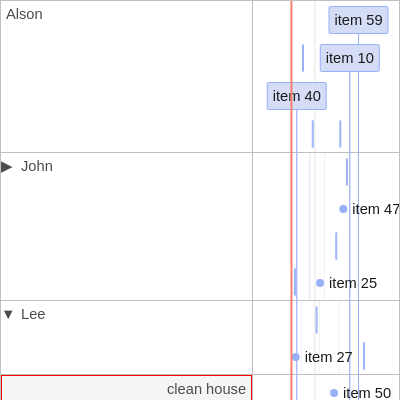 Alson
item 59
item 10
item 40
▶ John
item 47
item 25
▼ Lee
item 27
clean house
item 50